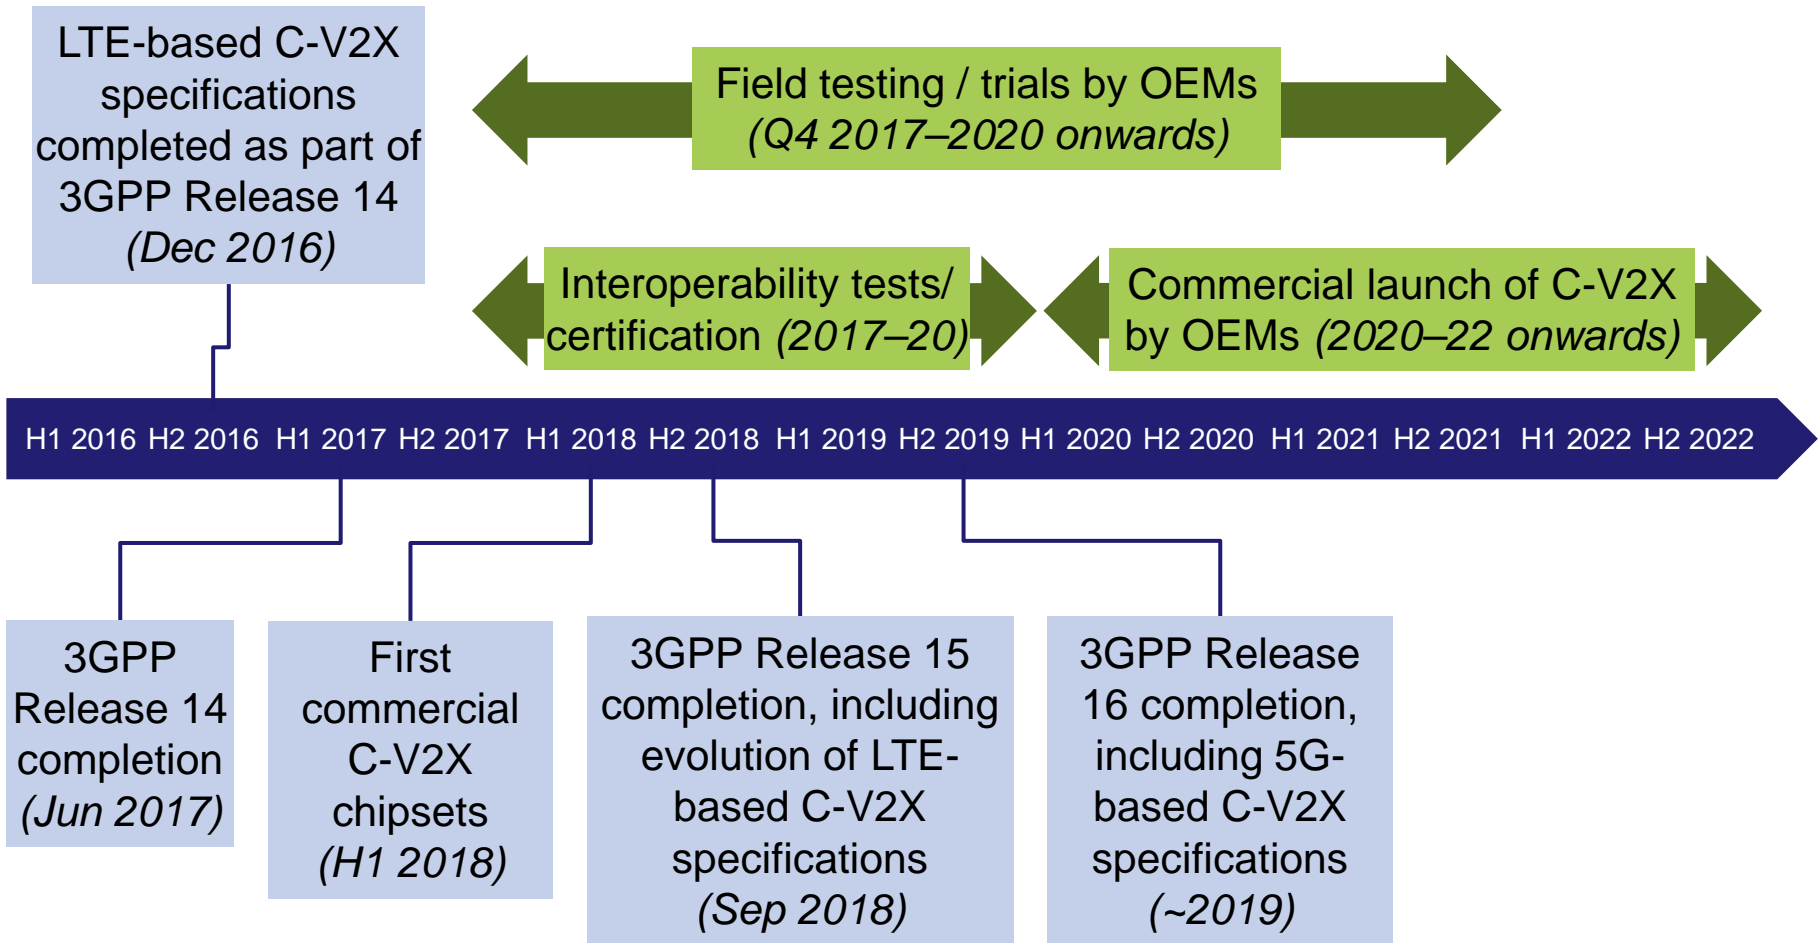 LTE-based C-V2X
specifications
completed as part of
3GPP Release 14
(Dec 2016)
Field testing / trials by OEMs
(Q4 2017–2020 onwards)
Interoperability tests/
certification (2017–20)
Commercial launch of C-V2X
by OEMs (2020–22 onwards)
H1 2016 H2 2016 H1 2017 H2 2017 H1 2018 H2 2018 H1 2019 H2 2019 H1 2020 H2 2020 H1 2021 H2 2021 H1 2022 H2 2022
3GPP
Release 14
completion
(Jun 2017)
First
commercial
C-V2X
chipsets
(H1 2018)
3GPP Release 15
completion, including
evolution of LTE-
based C-V2X
specifications
(Sep 2018)
3GPP Release
16 completion,
including 5G-
based C-V2X
specifications
(~2019)